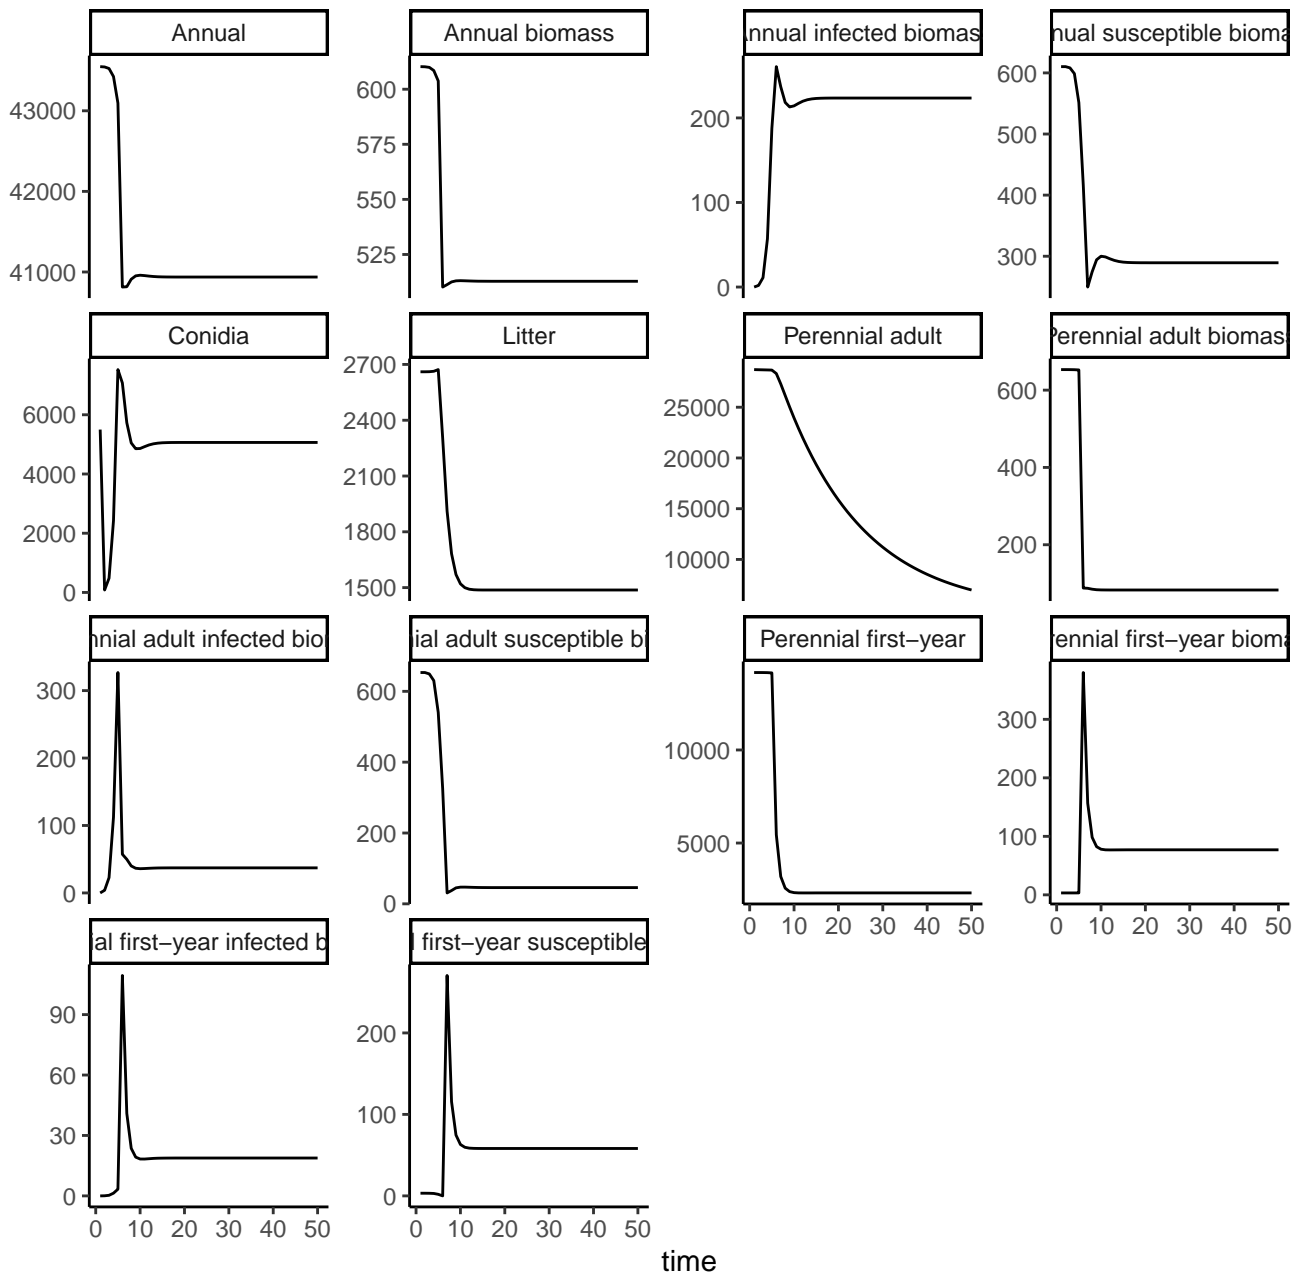 Annual
Annual biomass
Annual infected biomas
nual susceptible bioma
43000
42000
41000
600
575
550
525
200
100
0
600
500
400
300
Conidia
Litter
Perennial adult
Perennial adult biomas
6000
4000
2000
0
2700
2400
2100
1800
1500
25000
20000
15000
10000
600
400
200
nnial adult infected bio
ial adult susceptible bi
Perennial first−year
rennial first−year bioma
300
200
100
0
600
400
200
0
10000
5000
300
200
100
0
0 10 20 30 40 50
0 10 20 30 40 50
ial first−year infected b
first−year susceptible
90
60
30
0
200
100
0
0 10 20 30 40 50
0 10 20 30 40 50
time